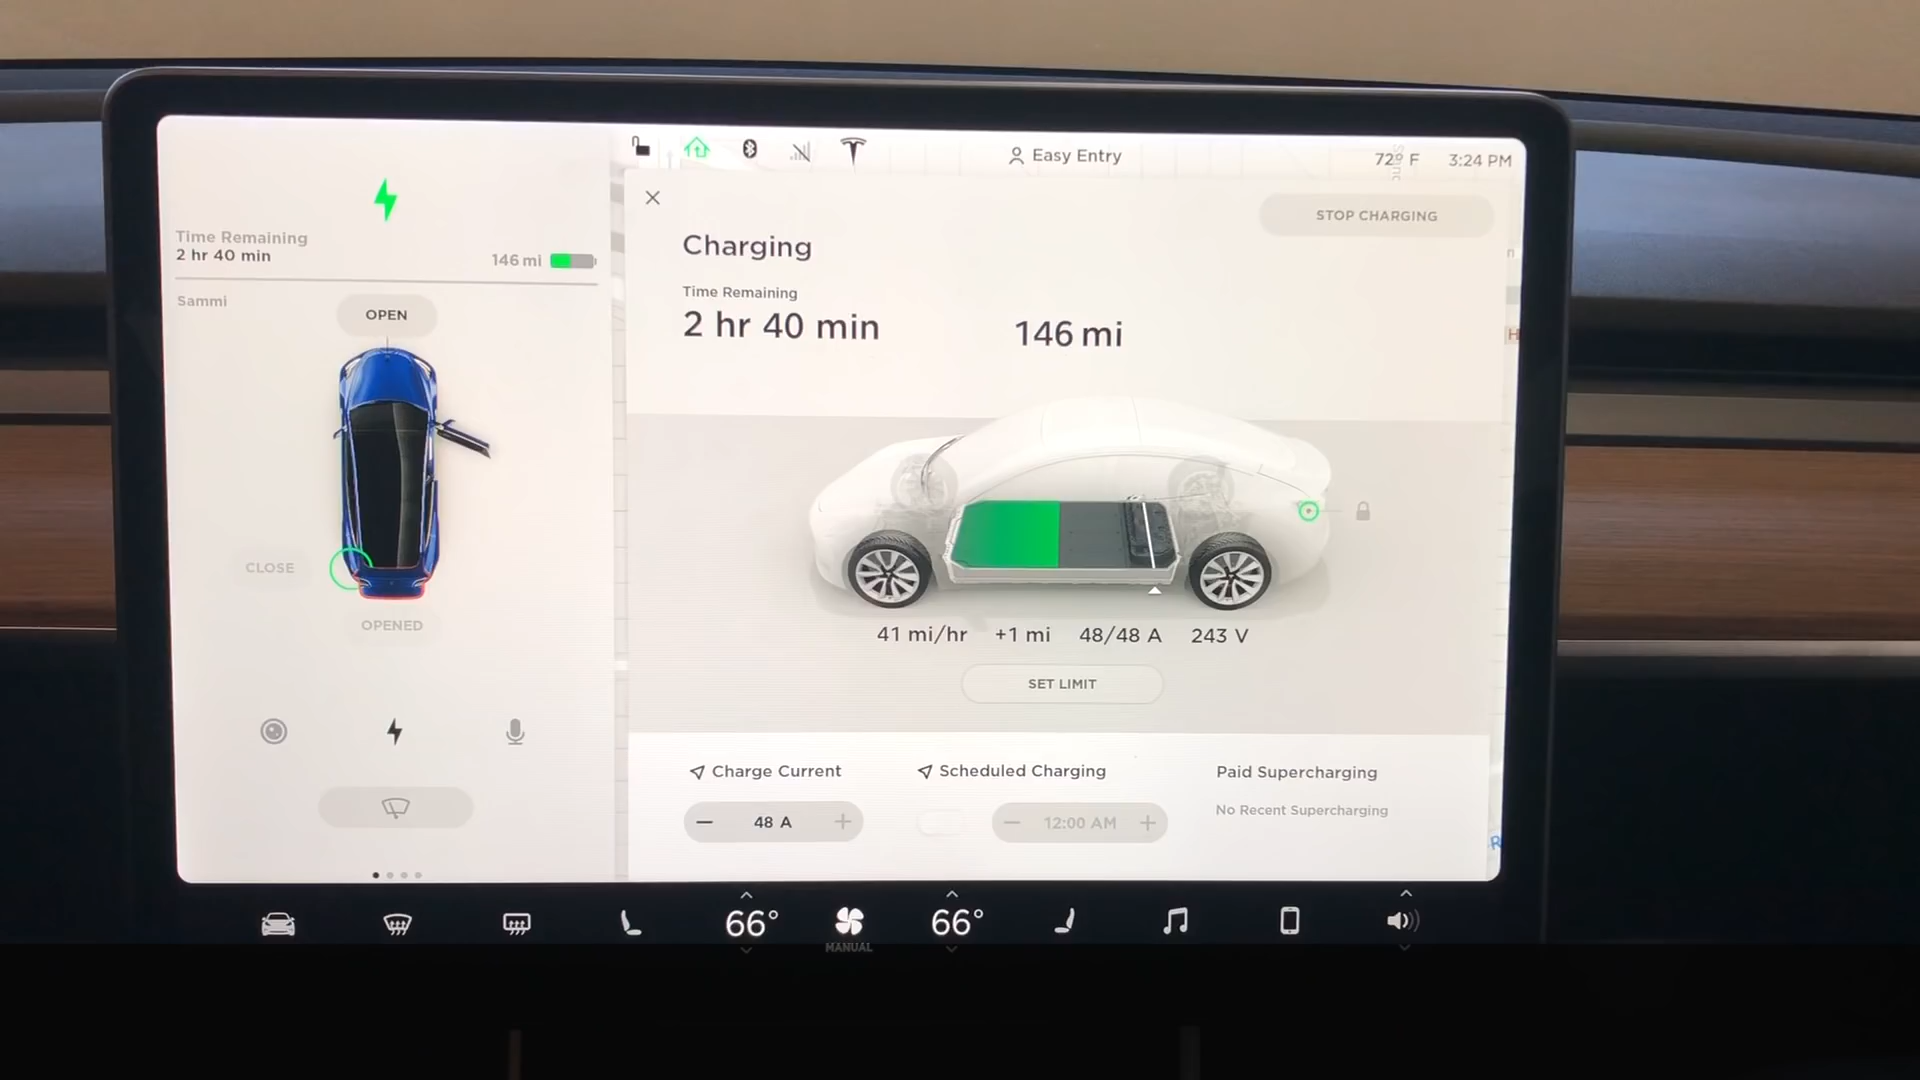 Easy Entry
72° F
3:24 PM
Time Remaining
2 hr 40 min
146 mi
Sammi
OPEN
CLOSE
OPENED
STOP CHARGING
Charging
Time Remaining
2 hr 40 min
146 mi
41 mi/hr +1 mi 48/48 A 243 V
SET LIMIT
Charge Current
48 A
Scheduled Charging
12:00 AM
Paid Supercharging
No Recent Supercharging
66°
MANUAL
66°